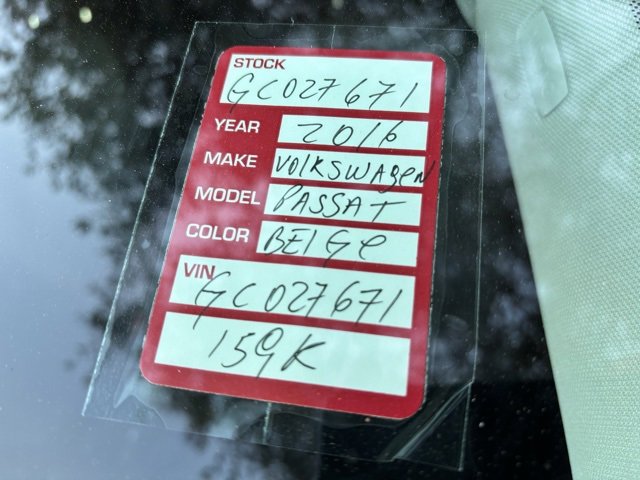 STOCK
GC027671
YEAR 2016
MAKE VOLKSWAGEN
MODEL PASSAT
COLOR BEIGE
VIN
GC027671
159K